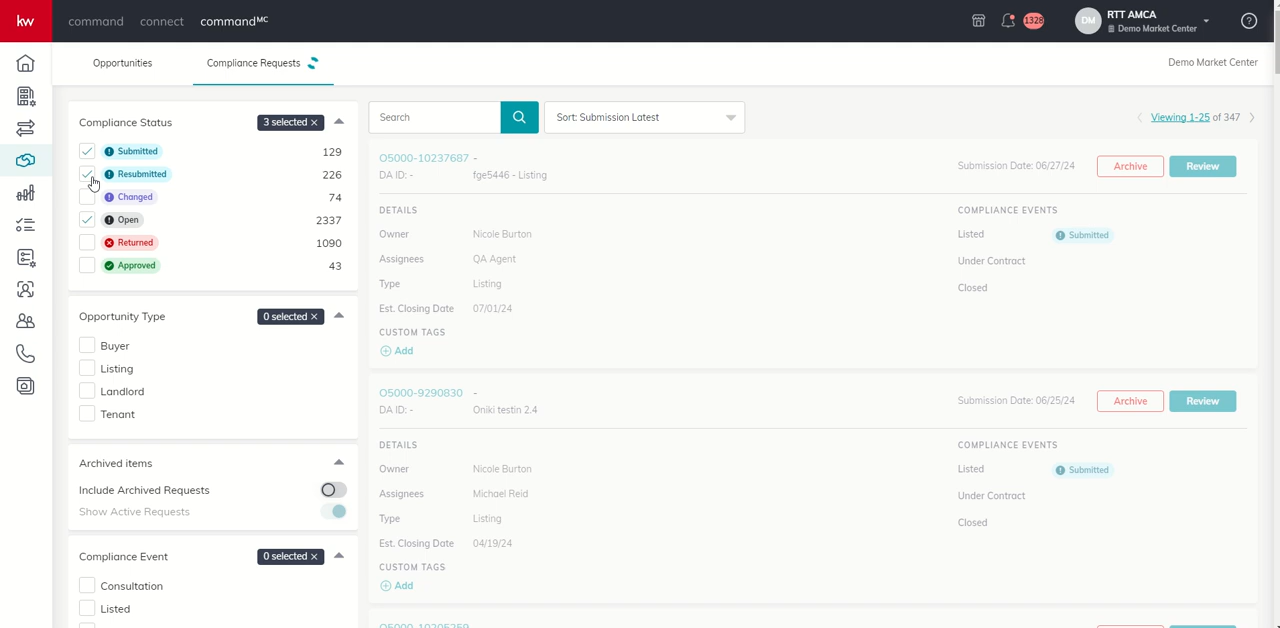 kw command connect command MC 1328 DM RTT AMCA
Demo Market Center
Opportunities Compliance Requests Demo Market Center
Compliance Status 3 selected ×
Submitted 129
Resubmitted 226
Changed 74
Open 2337
Returned 1090
Approved 43
Opportunity Type 0 selected ×
Buyer
Listing
Landlord
Tenant
Archived items
Include Archived Requests
Show Active Requests
Compliance Event 0 selected ×
Consultation
Listed
Search Sort: Submission Latest Viewing 1-25 of 347
O5000-10237687 - Submission Date: 06/27/24 Archive Review
DA ID: - fge5446 - Listing
DETAILS COMPLIANCE EVENTS
Owner Nicole Burton Listed Submitted
Assignees QA Agent Under Contract
Type Listing Closed
Est. Closing Date 07/01/24
CUSTOM TAGS
Add
O5000-9290830 - Submission Date: 06/25/24 Archive Review
DA ID: - Oniki testin 2.4
DETAILS COMPLIANCE EVENTS
Owner Nicole Burton Listed Submitted
Assignees Michael Reid Under Contract
Type Listing Closed
Est. Closing Date 04/19/24
CUSTOM TAGS
Add